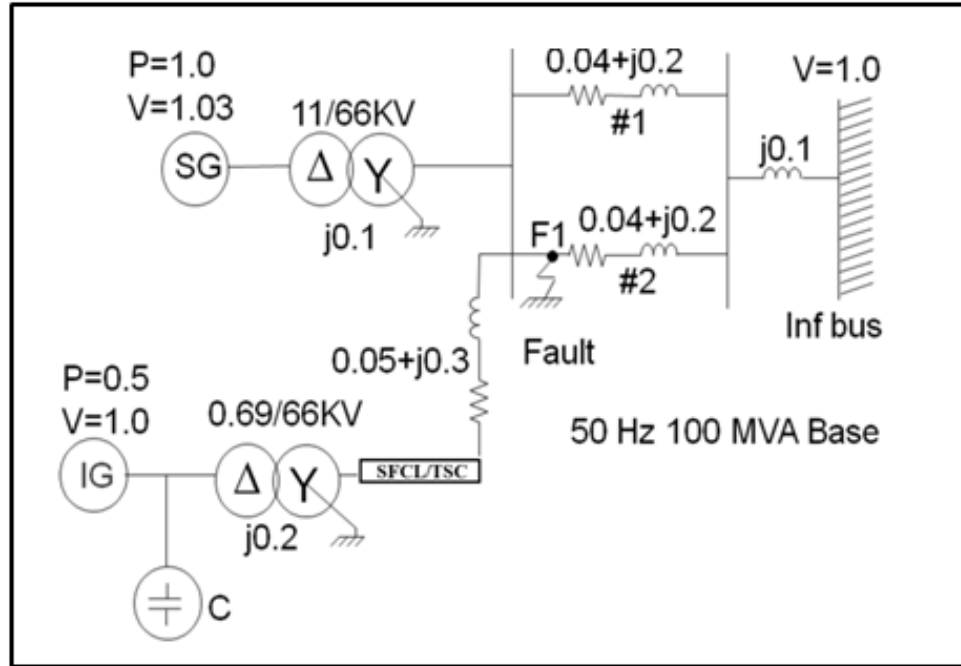 P=1.0
V=1.03
11/66KV
SG
Δ
Y
j0.1
0.04+j0.2
#1
V=1.0
j0.1
F1
0.04+j0.2
#2
Fault
Inf bus
0.05+j0.3
P=0.5
V=1.0
0.69/66KV
50 Hz 100 MVA Base
IG
Δ
Y
SFCL/TSC
j0.2
C